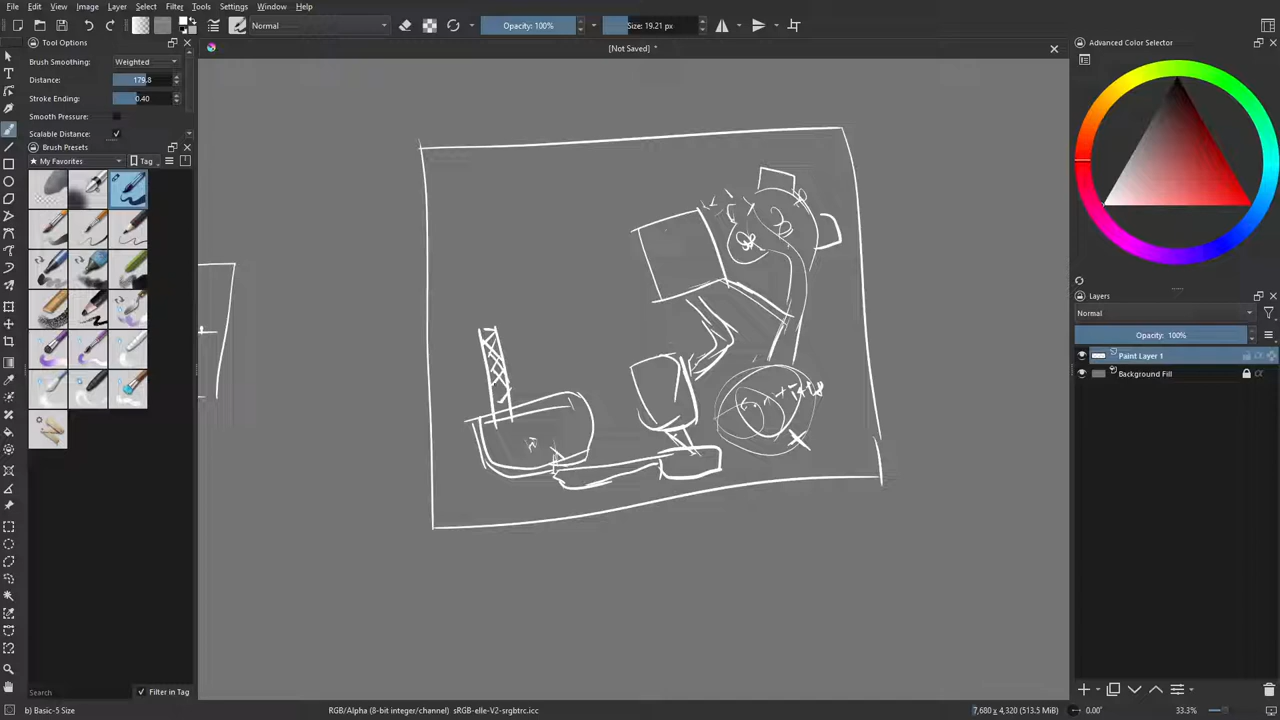 File Edit View Image Layer Select Filter Tools Settings Window Help
Normal
Opacity: 100%
Size: 19.21 px
[Not Saved] *
Tool Options
Brush Smoothing: Weighted
Distance: 179.8
Stroke Ending: 0.40
Smooth Pressure:
Scalable Distance:
Brush Presets
My Favorites
Tag
Search
Filter in Tag
b) Basic-5 Size
RGB/Alpha (8-bit integer/channel) sRGB-elle-V2-srgbtrc.icc
7,680 x 4,320 (513.5 MiB)
0.00°
33.3%
Advanced Color Selector
Layers
Normal
Opacity: 100%
Paint Layer 1
Background Fill